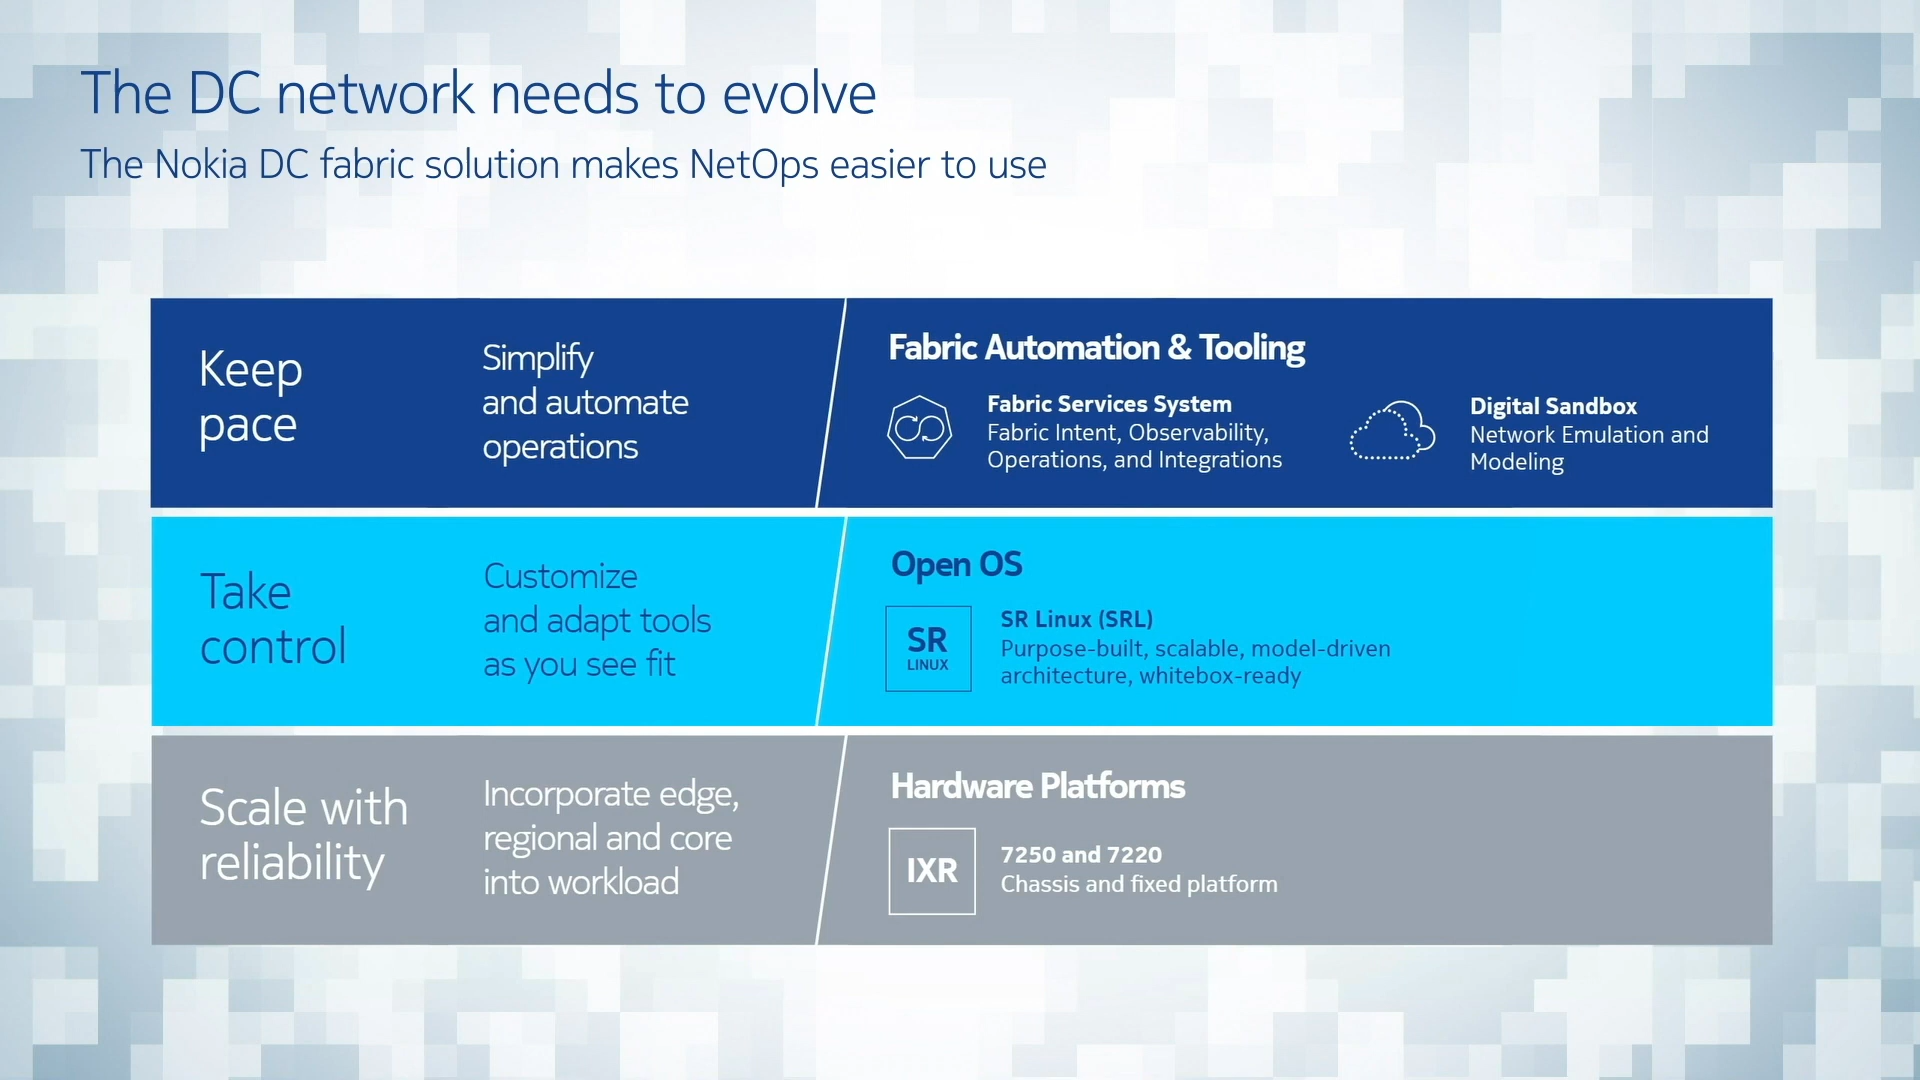 The DC network needs to evolve
The Nokia DC fabric solution makes NetOps easier to use
Keep
pace
Simplify
and automate
operations
Fabric Automation & Tooling
Fabric Services System
Fabric Intent, Observability,
Operations, and Integrations
Digital Sandbox
Network Emulation and
Modeling
Take
control
Customize
and adapt tools
as you see fit
Open OS
SR
LINUX
SR Linux (SRL)
Purpose-built, scalable, model-driven
architecture, whitebox-ready
Scale with
reliability
Incorporate edge,
regional and core
into workload
Hardware Platforms
IXR
7250 and 7220
Chassis and fixed platform